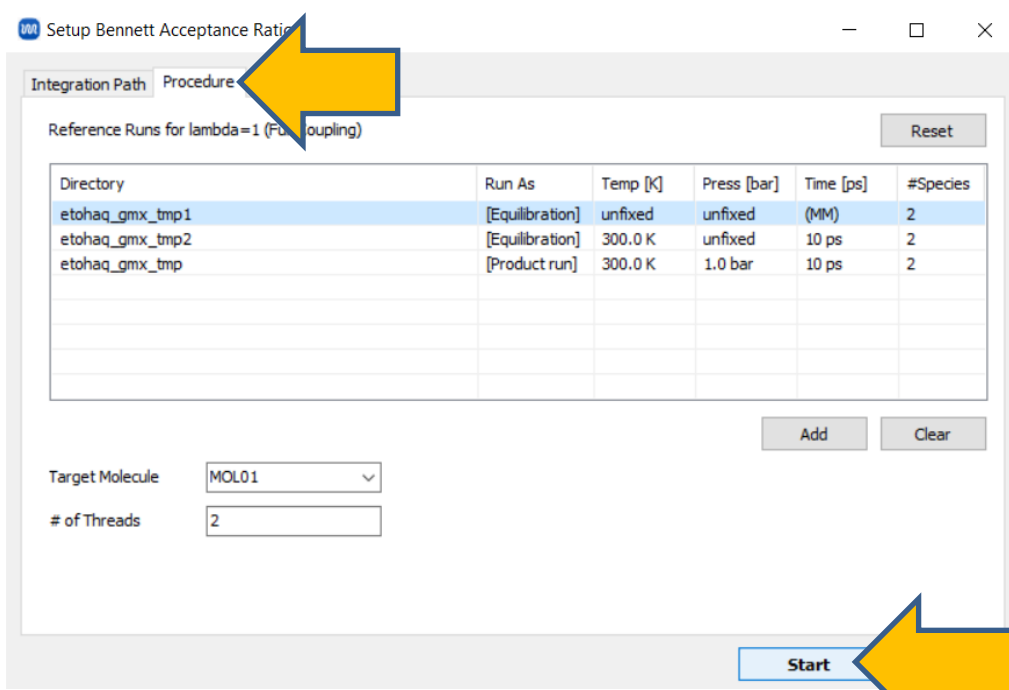 Setup Bennett Acceptance Ratio
Integration Path Procedure
Reference Runs for lambda=1 (Full Coupling) Reset
Directory Run As Temp [K] Press [bar] Time [ps] #Species
etohaq_gmx_tmp1 [Equilibration] unfixed unfixed (MM) 2
etohaq_gmx_tmp2 [Equilibration] 300.0 K unfixed 10 ps 2
etohaq_gmx_tmp [Product run] 300.0 K 1.0 bar 10 ps 2
Add Clear
Target Molecule MOL01
# of Threads 2
Start